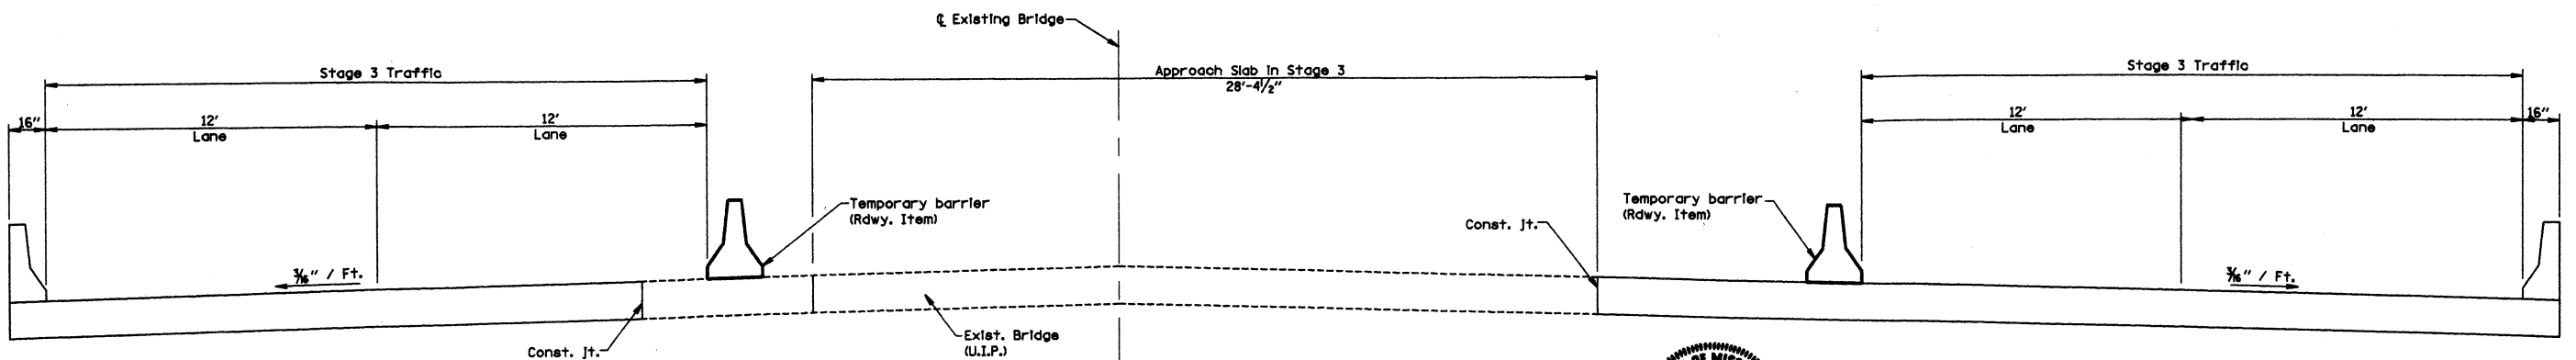 ℄ Existing Bridge
Stage 3 Traffic
Approach Slab in Stage 3
28'-4 1/2"
Stage 3 Traffic
16"
12'
Lane
12'
Lane
12'
Lane
12'
Lane
16"
Temporary barrier
(Rdwy. Item)
Temporary barrier
(Rdwy. Item)
Const. jt.
3/16" / Ft.
3/16" / Ft.
Exist. Bridge
(U.I.P.)
Const. jt.